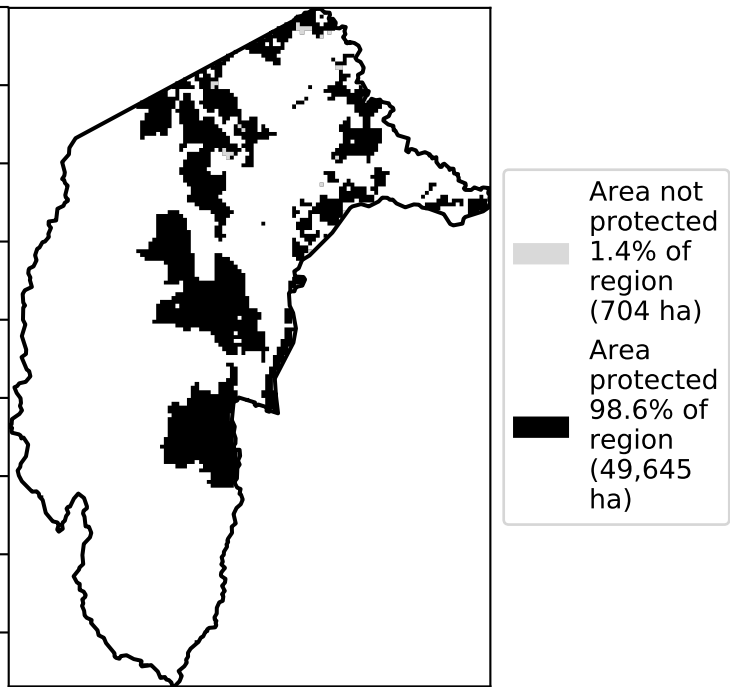 Area not
protected
1.4% of
region
(704 ha)
Area
protected
98.6% of
region
(49,645
ha)